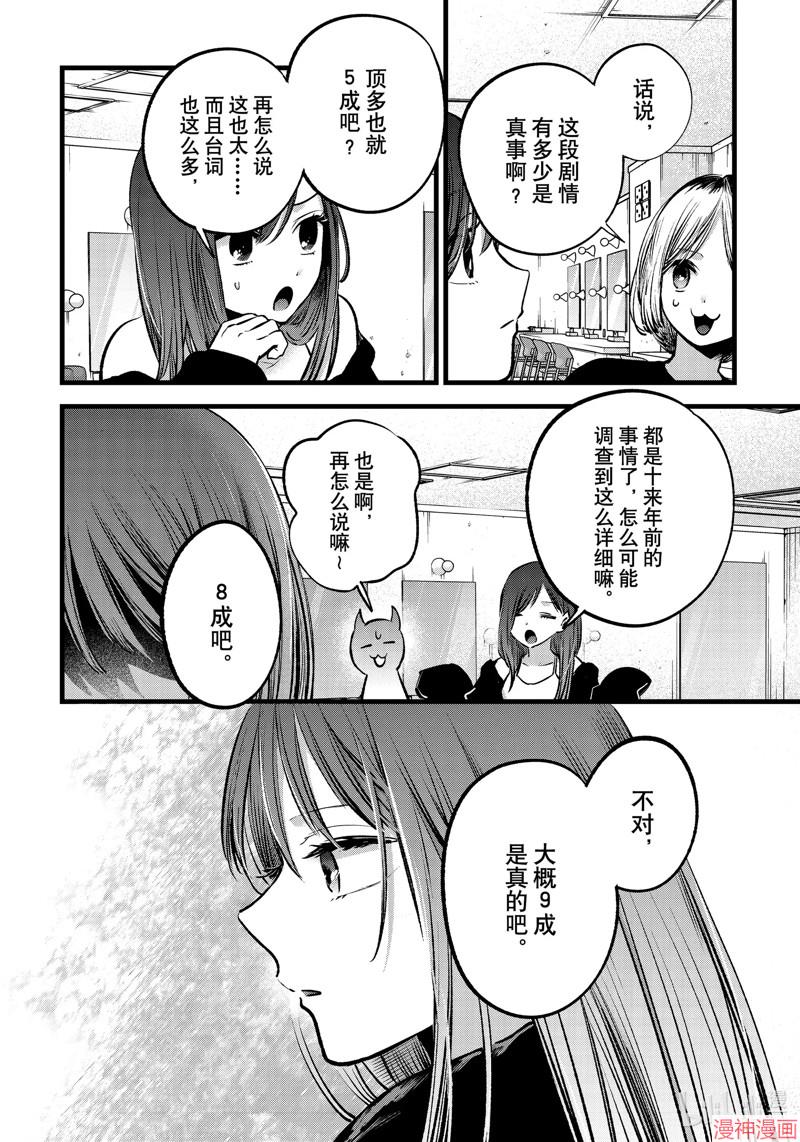 话说，
这段剧情
有多少是
真事啊？
顶多也就
5成吧？
再怎么说
这也太……
而且台词
也这么多，
都是十来年前的
事情了，怎么可能
调查到这么详细嘛。
也是啊，
再怎么说嘛~
8成吧。
不对，
大概9成
是真的吧。
漫神漫画